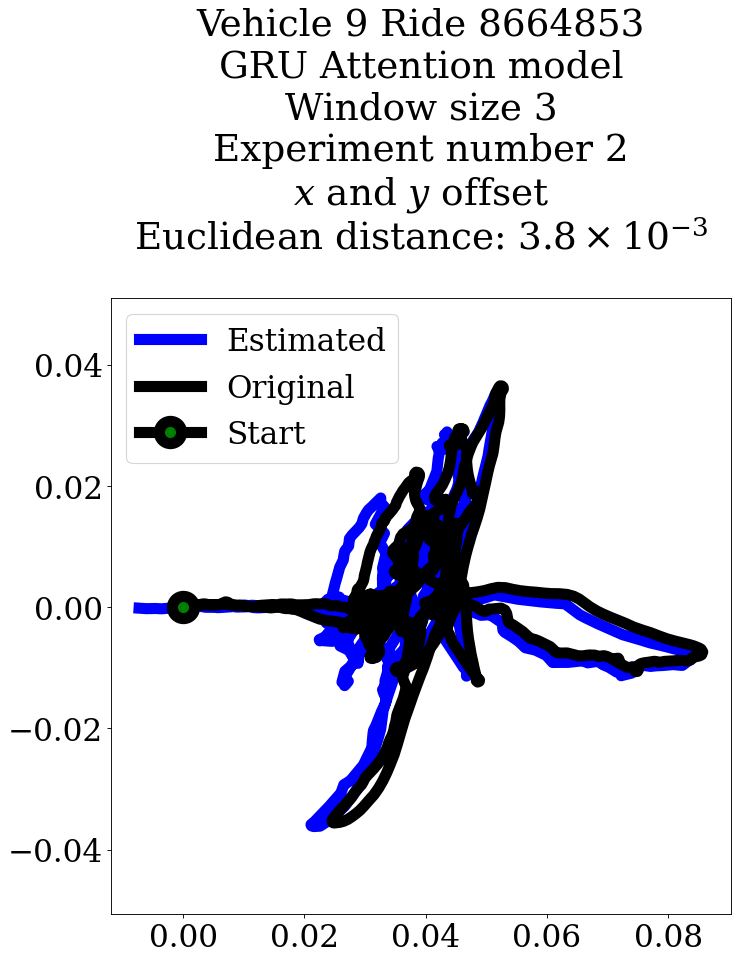 Vehicle 9 Ride 8664853
GRU Attention model
Window size 3
Experiment number 2
x and y offset
Euclidean distance: 3.8 × 10⁻³
Estimated
Original
Start
0.04
0.02
0.00
−0.02
−0.04
0.00 0.02 0.04 0.06 0.08